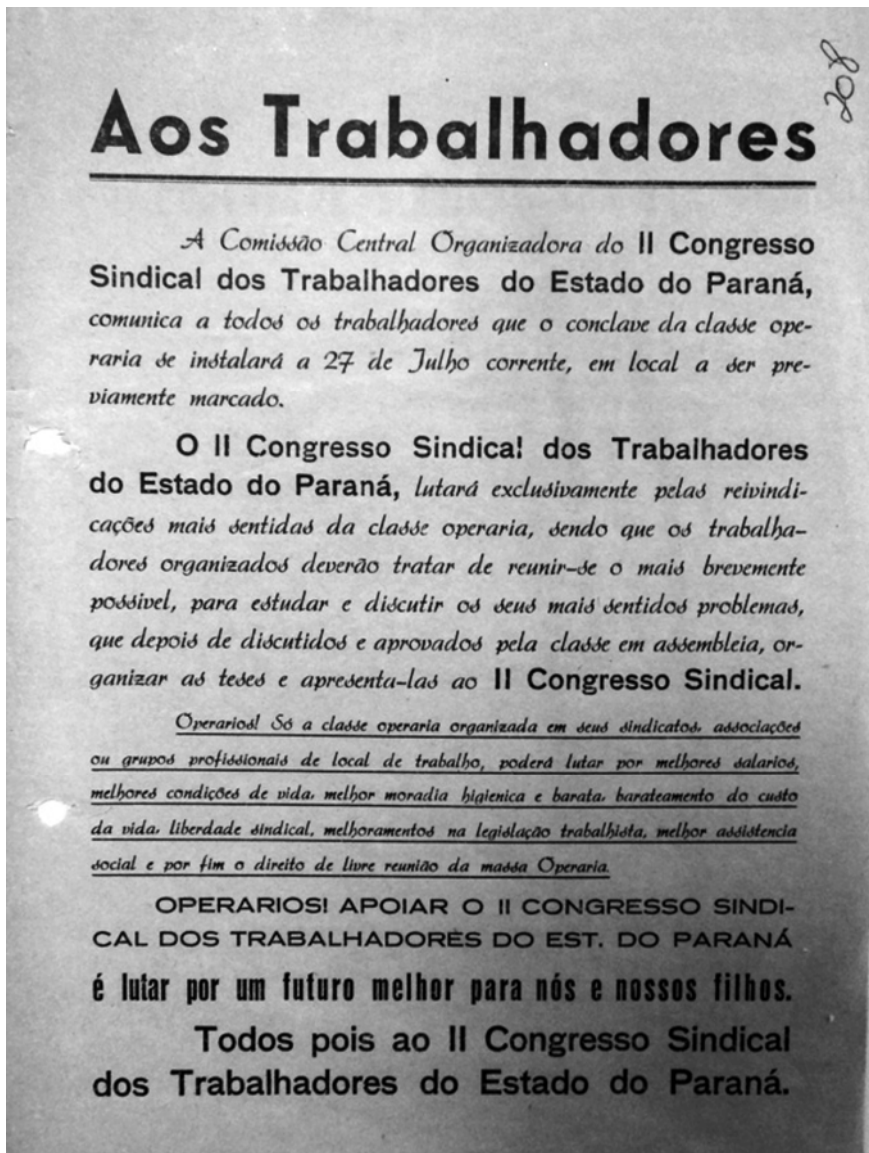 208
Aos Trabalhadores
A Comissão Central Organizadora do II Congresso
Sindical dos Trabalhadores do Estado do Paraná,
comunica a todos os trabalhadores que o conclave da classe ope-
raria se instalará a 27 de Julho corrente, em local a ser pre-
viamente marcado.
O II Congresso Sindical dos Trabalhadores
do Estado do Paraná, lutará exclusivamente pelas reivindi-
cações mais sentidas da classe operaria, sendo que os trabalha-
dores organizados deverão tratar de reunir-se o mais brevemente
possivel, para estudar e discutir os seus mais sentidos problemas,
que depois de discutidos e aprovados pela classe em assembleia, or-
ganizar as teses e apresenta-las ao II Congresso Sindical.
Operarios! Só a classe operaria organizada em seus sindicatos, associações
ou grupos profissionais de local de trabalho, poderá lutar por melhores salarios,
melhores condições de vida, melhor moradia higienica e barata, barateamento do custo
da vida, liberdade sindical, melhoramentos na legislação trabalhista, melhor assistencia
social e por fim o direito de livre reunião da massa Operaria.
OPERARIOS! APOIAR O II CONGRESSO SINDI-
CAL DOS TRABALHADORES DO EST. DO PARANÁ
é lutar por um futuro melhor para nós e nossos filhos.
Todos pois ao II Congresso Sindical
dos Trabalhadores do Estado do Paraná.